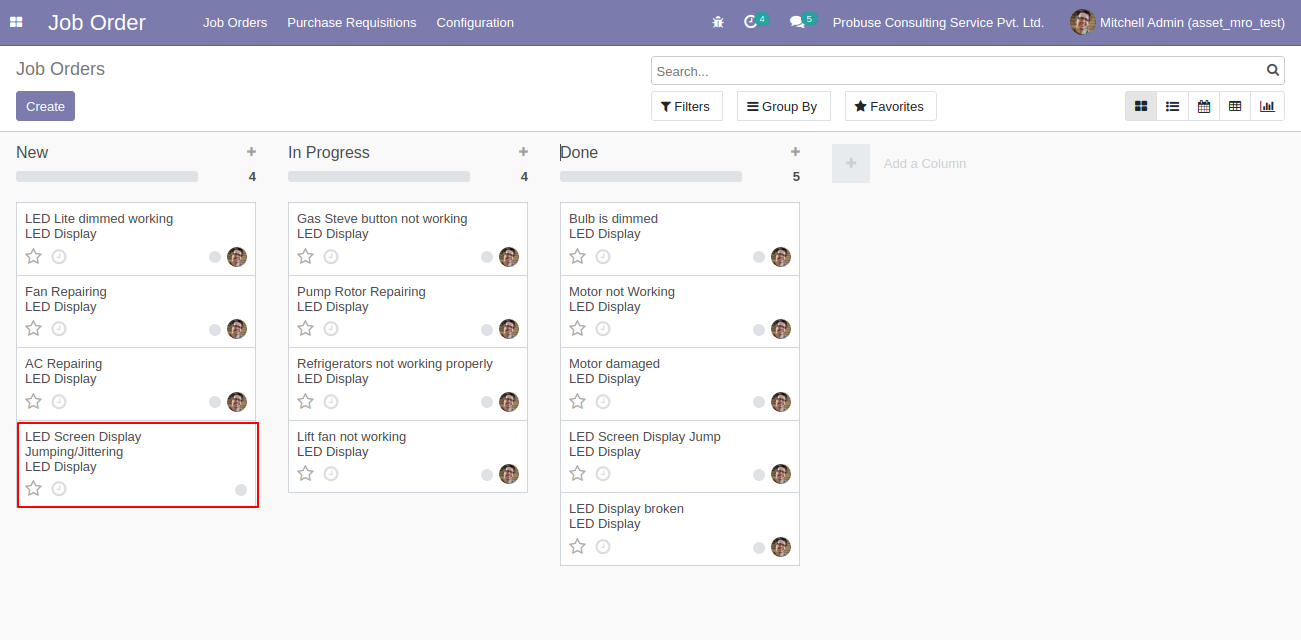 Job Order
Job Orders
Purchase Requisitions
Configuration
4
5
Probuse Consulting Service Pvt. Ltd.
Mitchell Admin (asset_mro_test)
Job Orders
Search...
Create
Filters
Group By
Favorites
New
4
LED Lite dimmed working
LED Display
Fan Repairing
LED Display
AC Repairing
LED Display
LED Screen Display
Jumping/Jittering
LED Display
In Progress
4
Gas Steve button not working
LED Display
Pump Rotor Repairing
LED Display
Refrigerators not working properly
LED Display
Lift fan not working
LED Display
Done
5
Bulb is dimmed
LED Display
Motor not Working
LED Display
Motor damaged
LED Display
LED Screen Display Jump
LED Display
LED Display broken
LED Display
Add a Column